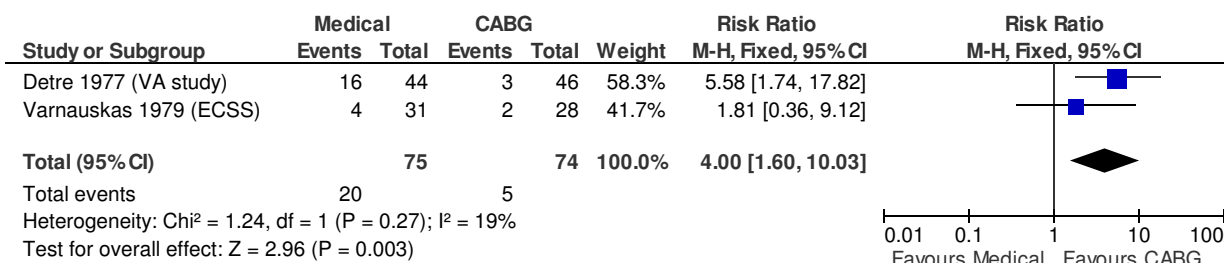 Medical CABG Risk Ratio Risk Ratio
Study or Subgroup Events Total Events Total Weight M-H, Fixed, 95% CI M-H, Fixed, 95% CI
Detre 1977 (VA study) 16 44 3 46 58.3% 5.58 [1.74, 17.82]
Varnauskas 1979 (ECSS) 4 31 2 28 41.7% 1.81 [0.36, 9.12]
Total (95% CI) 75 74 100.0% 4.00 [1.60, 10.03]
Total events 20 5
Heterogeneity: Chi² = 1.24, df = 1 (P = 0.27); I² = 19%
Test for overall effect: Z = 2.96 (P = 0.003)
0.01 0.1 1 10 100
Favours Medical Favours CABG